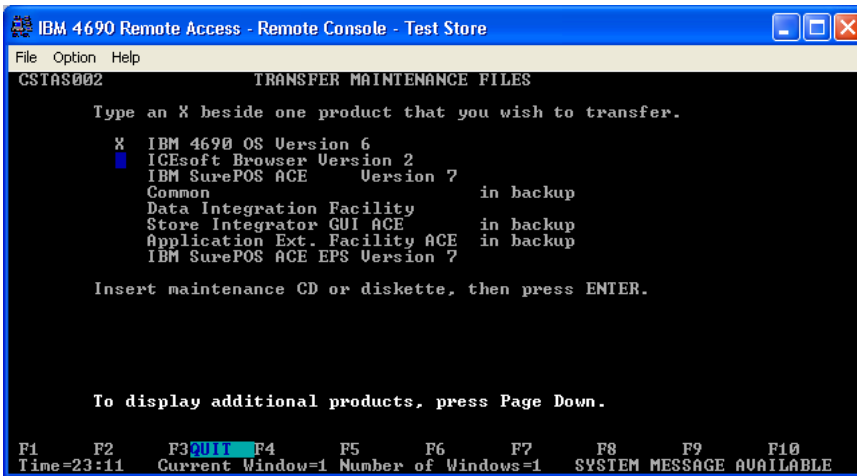 IBM 4690 Remote Access - Remote Console - Test Store
File Option Help
CSTAS002 TRANSFER MAINTENANCE FILES
Type an X beside one product that you wish to transfer.
X IBM 4690 OS Version 6
ICEsoft Browser Version 2
IBM SurePOS ACE Version 7
Common in backup
Data Integration Facility
Store Integrator GUI ACE in backup
Application Ext. Facility ACE in backup
IBM SurePOS ACE EPS Version 7
Insert maintenance CD or diskette, then press ENTER.
To display additional products, press Page Down.
F1 F2 F3QUIT F4 F5 F6 F7 F8 F9 F10
Time=23:11 Current Window=1 Number of Windows=1 SYSTEM MESSAGE AVAILABLE